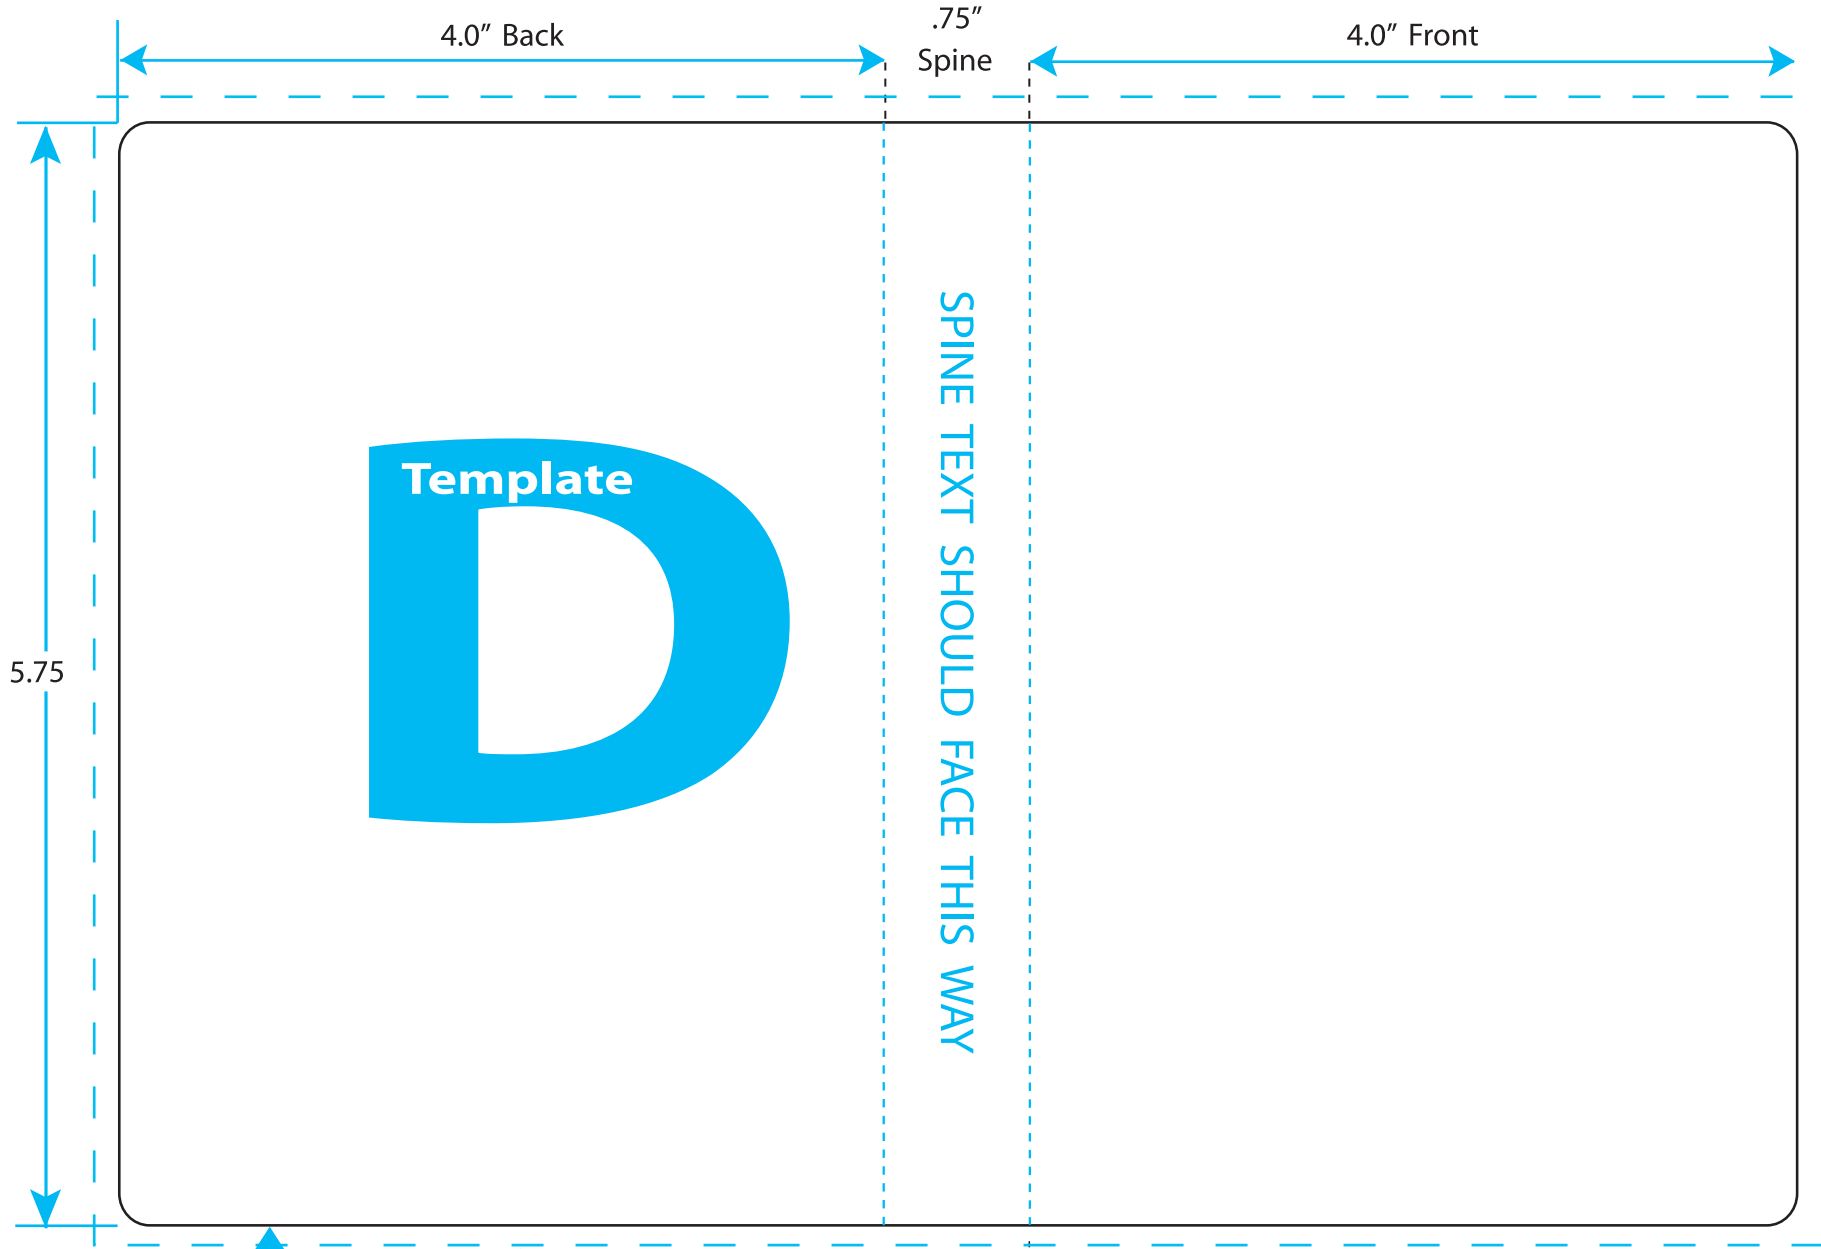 4.0” Back
.75”
Spine
4.0” Front
5.75
Template
D
SPINE TEXT SHOULD FACE THIS WAY